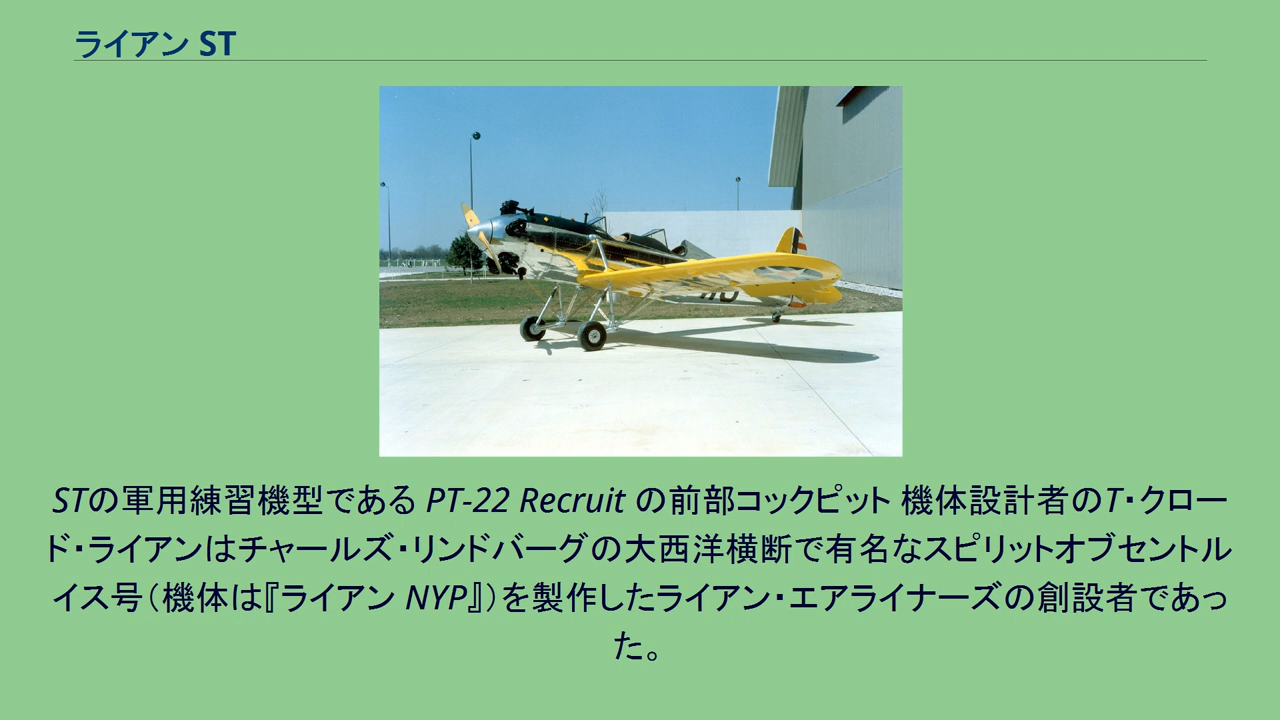 ライアン ST
STの軍用練習機型である PT-22 Recruit の前部コックピット 機体設計者のT・クロー
ド・ライアンはチャールズ・リンドバーグの大西洋横断で有名なスピリットオブセントル
イス号（機体は『ライアン NYP』）を製作したライアン・エアライナーズの創設者であっ
た。